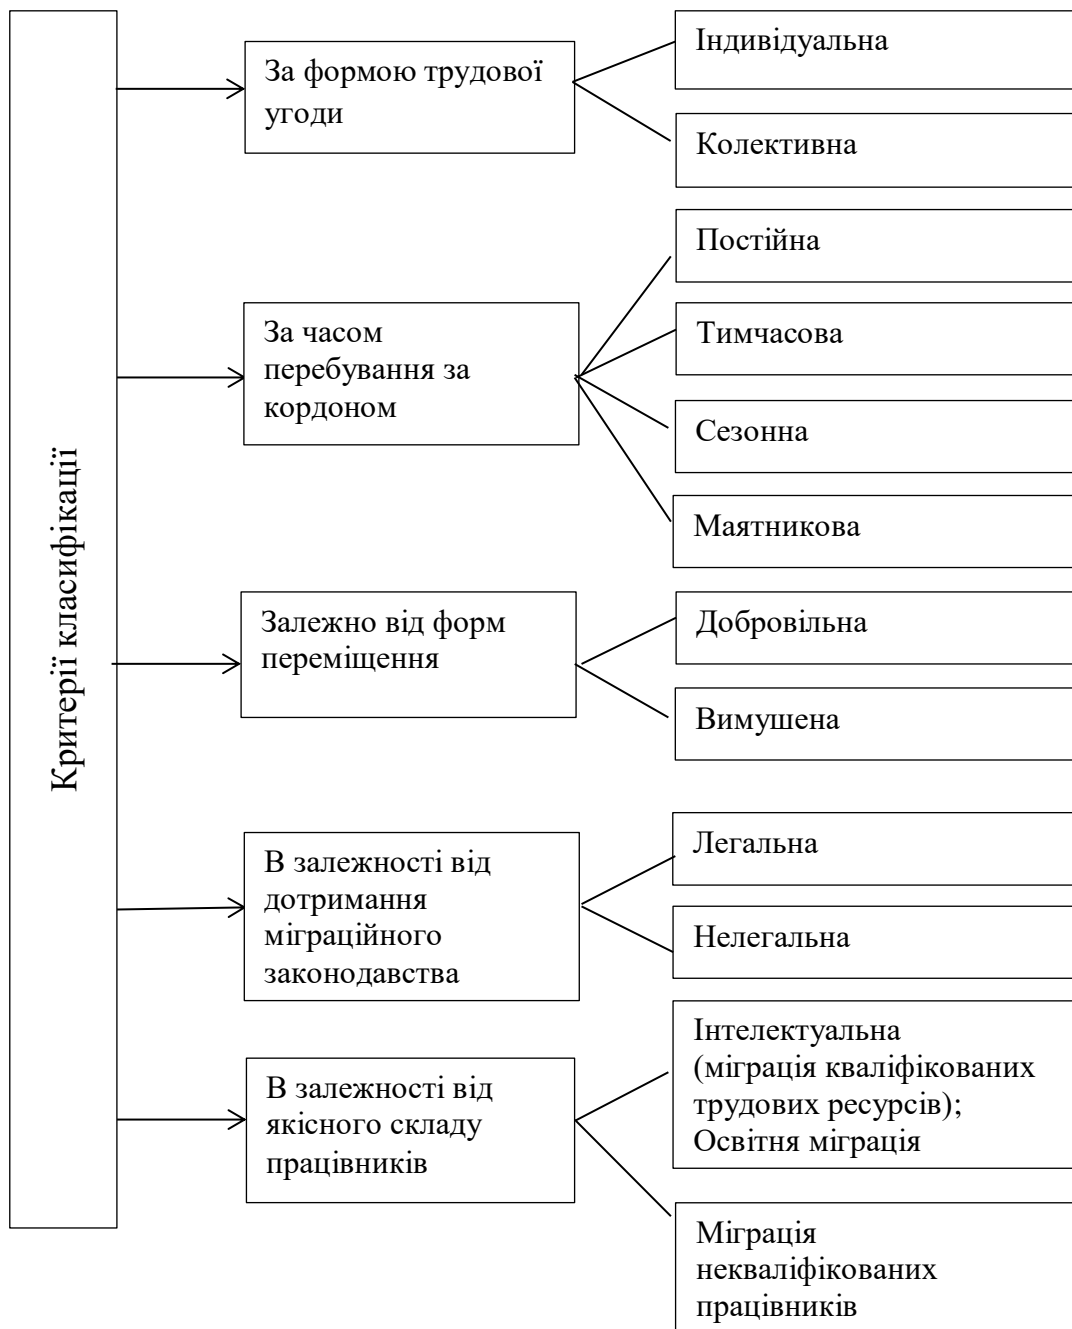 Критерії класифікації
За формою трудової
угоди
Індивідуальна
Колективна
За часом
перебування за
кордоном
Постійна
Тимчасова
Сезонна
Маятникова
Залежно від форм
переміщення
Добровільна
Вимушена
В залежності від
дотримання
міграційного
законодавства
Легальна
Нелегальна
В залежності від
якісного складу
працівників
Інтелектуальна
(міграція кваліфікованих
трудових ресурсів);
Освітня міграція
Міграція
некваліфікованих
працівників